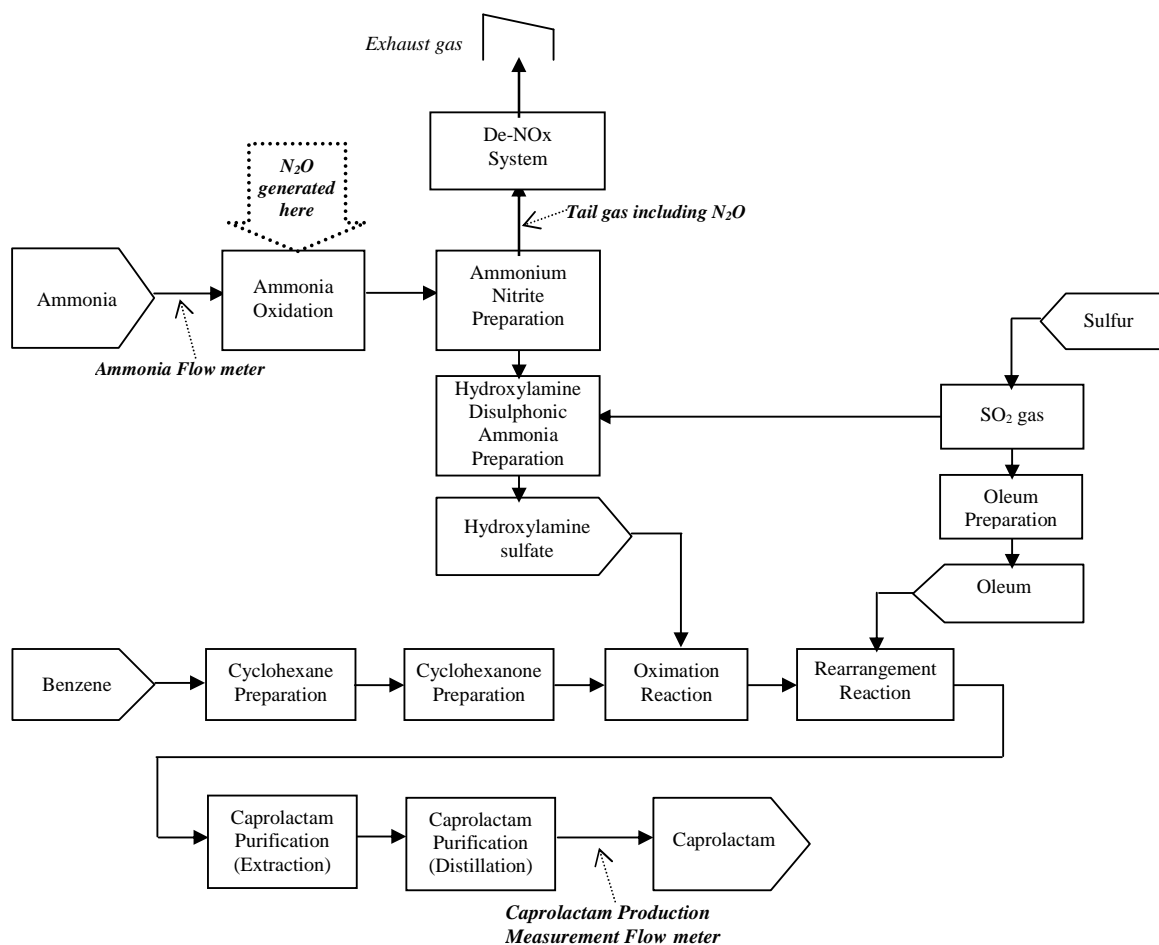 Exhaust gas
De-NOx
System
N₂O
generated
here
Tail gas including N₂O
Ammonia
Ammonia
Oxidation
Ammonium
Nitrite
Preparation
Sulfur
Ammonia Flow meter
Hydroxylamine
Disulphonic
Ammonia
Preparation
SO₂ gas
Hydroxylamine
sulfate
Oleum
Preparation
Oleum
Benzene
Cyclohexane
Preparation
Cyclohexanone
Preparation
Oximation
Reaction
Rearrangement
Reaction
Caprolactam
Purification
(Extraction)
Caprolactam
Purification
(Distillation)
Caprolactam
Caprolactam Production
Measurement Flow meter